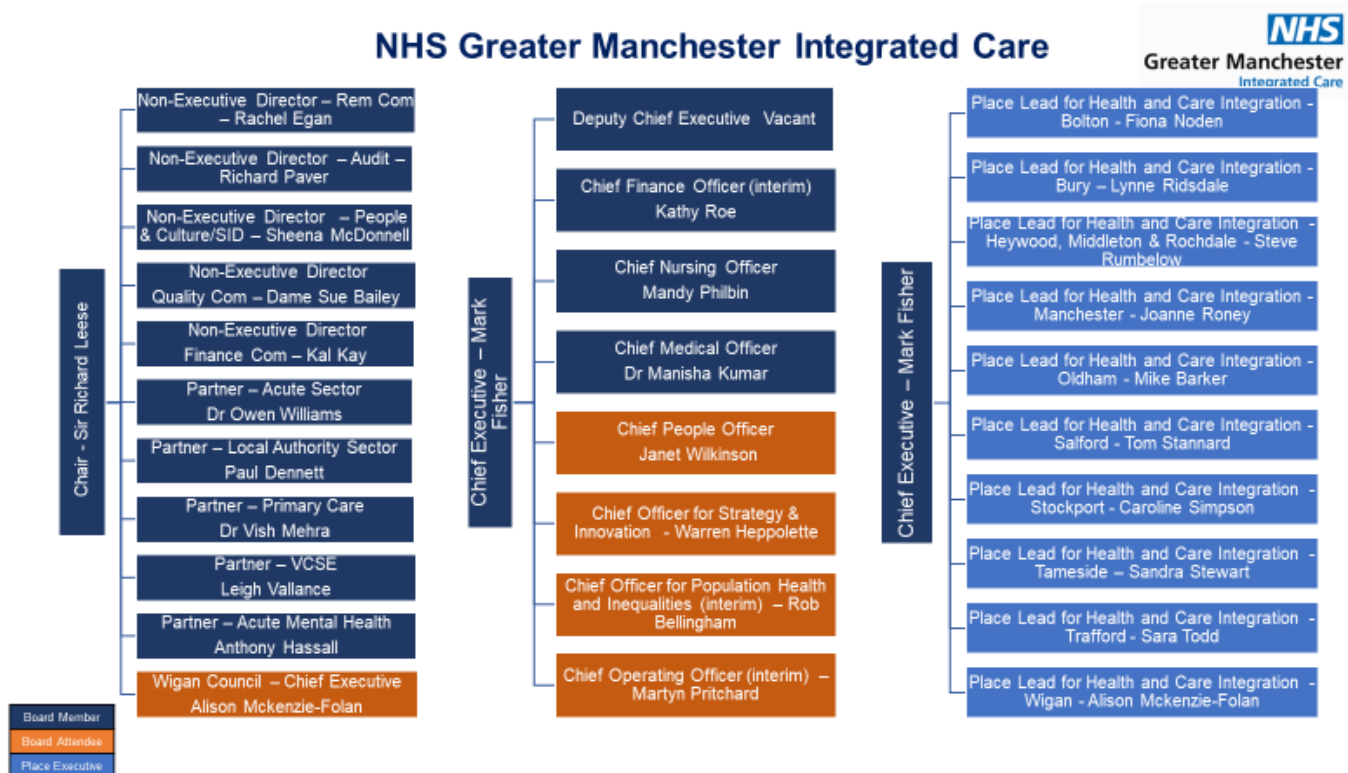 NHS Greater Manchester Integrated Care
NHS
Greater Manchester
Integrated Care
Chair - Sir Richard Leese
Non-Executive Director – Rem Com
– Rachel Egan
Non-Executive Director – Audit –
Richard Paver
Non-Executive Director – People
& Culture/SID – Sheena McDonnell
Non-Executive Director
Quality Com – Dame Sue Bailey
Non-Executive Director
Finance Com – Kal Kay
Partner – Acute Sector
Dr Owen Williams
Partner – Local Authority Sector
Paul Dennett
Partner – Primary Care
Dr Vish Mehra
Partner – VCSE
Leigh Vallance
Partner – Acute Mental Health
Anthony Hassall
Wigan Council – Chief Executive
Alison Mckenzie-Folan
Chief Executive – Mark
Fisher
Deputy Chief Executive Vacant
Chief Finance Officer (interim)
Kathy Roe
Chief Nursing Officer
Mandy Philbin
Chief Medical Officer
Dr Manisha Kumar
Chief People Officer
Janet Wilkinson
Chief Officer for Strategy &
Innovation - Warren Heppolette
Chief Officer for Population Health
and Inequalities (interim) – Rob
Bellingham
Chief Operating Officer (interim) –
Martyn Pritchard
Chief Executive – Mark Fisher
Place Lead for Health and Care Integration -
Bolton - Fiona Noden
Place Lead for Health and Care Integration -
Bury – Lynne Ridsdale
Place Lead for Health and Care Integration -
Heywood, Middleton & Rochdale - Steve
Rumbelow
Place Lead for Health and Care Integration -
Manchester - Joanne Roney
Place Lead for Health and Care Integration -
Oldham - Mike Barker
Place Lead for Health and Care Integration -
Salford - Tom Stannard
Place Lead for Health and Care Integration -
Stockport - Caroline Simpson
Place Lead for Health and Care Integration -
Tameside – Sandra Stewart
Place Lead for Health and Care Integration -
Trafford - Sara Todd
Place Lead for Health and Care Integration -
Wigan - Alison Mckenzie-Folan
Board Member
Board Attendee
Place Executive